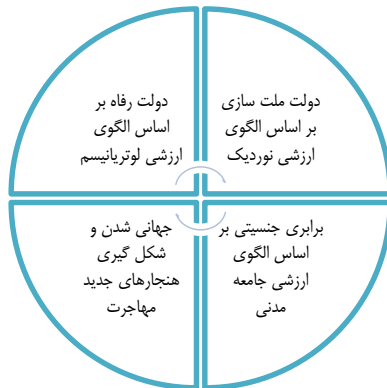 دولت ملت سازی
بر اساس الگوی
ارزشی نوردیک
دولت رفاه بر
اساس الگوی
ارزشی لوتریانیسم
برابری جنسیتی بر
اساس الگوی
ارزشی جامعه
مدنی
جهانی شدن و
شکل گیری
هنجارهای جدید
مهاجرت